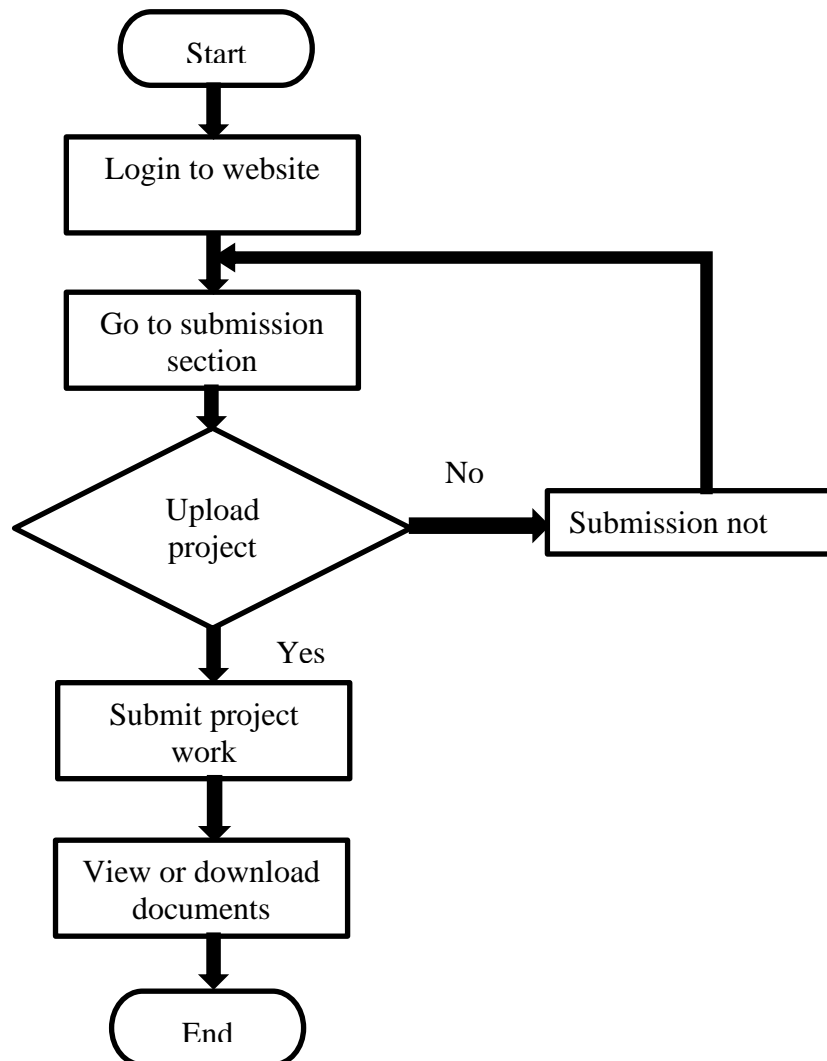 Start
Login to website
Go to submission
section
No
Upload
project
Submission not
Yes
Submit project
work
View or download
documents
End